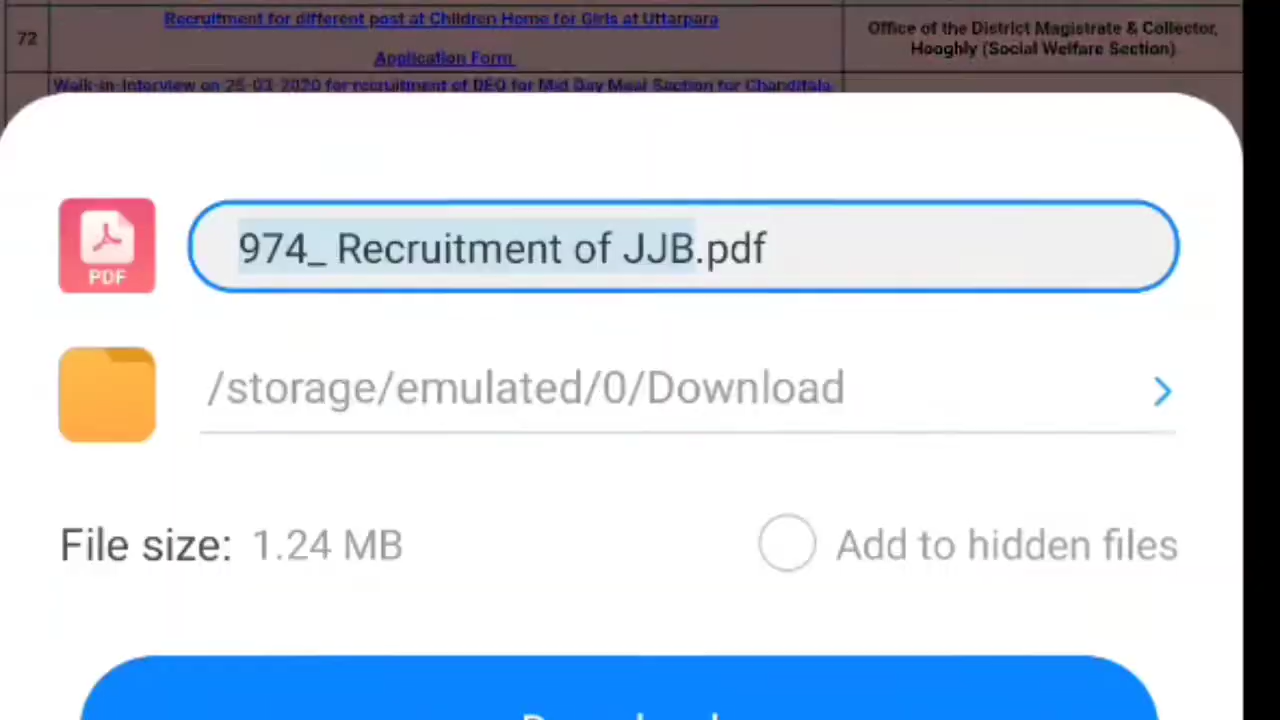 Recruitment for different post at Children Home for Girls at Uttarpara
72
Application Form
Office of the District Magistrate & Collector,
Hooghly (Social Welfare Section)
Walk-in-Interview on 25-03-2020 for recruitment of DEO for Mid Day Meal Section for Chanditala
PDF
974_ Recruitment of JJB.pdf
/storage/emulated/0/Download
File size: 1.24 MB
Add to hidden files
Download